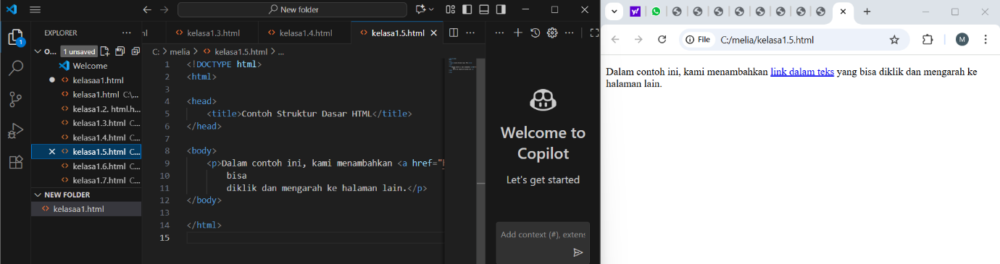 New folder
EXPLORER
O... 1 unsaved
Welcome
kelasaa1.html
kelasa1.html C:\...
kelasa1.2. html.h...
kelasa1.3.html C...
kelasa1.4.html C...
kelasa1.5.html C...
kelasa1.6.html C...
kelasa1.7.html C...
NEW FOLDER
kelasaa1.html
ml kelasa1.3.html kelasa1.4.html kelasa1.5.html
C: > melia > kelasa1.5.html > ...
1 <!DOCTYPE html>
2 <html>
3
4 <head>
5 <title>Contoh Struktur Dasar HTML</title>
6 </head>
7
8 <body>
9 <p>Dalam contoh ini, kami menambahkan <a href="
10 bisa
11 diklik dan mengarah ke halaman lain.</p>
12 </body>
13
14 </html>
15
Welcome to
Copilot
Let's get started
Add context (#), extens
File C:/melia/kelasa1.5.html M
Dalam contoh ini, kami menambahkan link dalam teks yang bisa diklik dan mengarah ke
halaman lain.